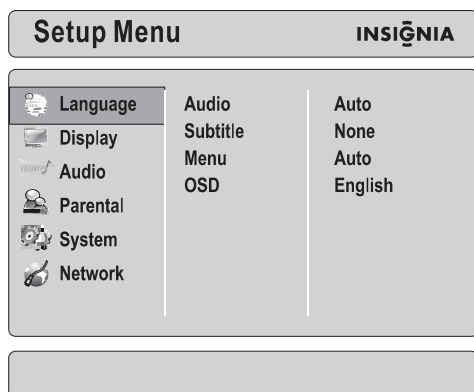 Setup Menu
INSIGNIA
Language
Display
Audio
Parental
System
Network
Audio
Subtitle
Menu
OSD
Auto
None
Auto
English